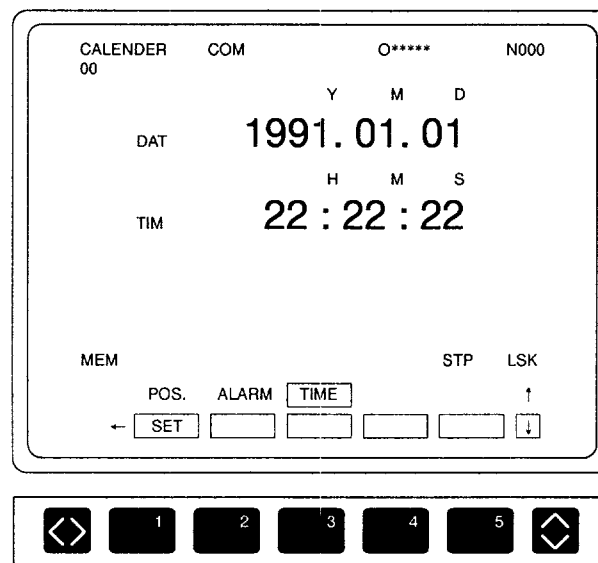 CALENDER COM O***** N000
00
Y M D
DAT 1991. 01. 01
H M S
TIM 22 : 22 : 22
MEM STP LSK
POS. ALARM TIME ↑
← SET ↓
1 2 3 4 5